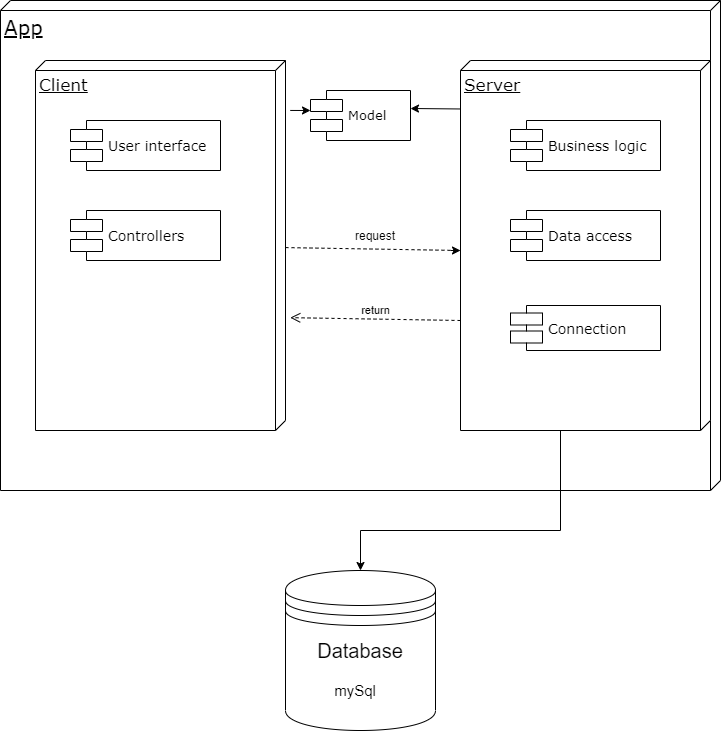 App
Client
Server
Model
User interface
Business logic
Controllers
request
Data access
return
Connection
Database
mySql